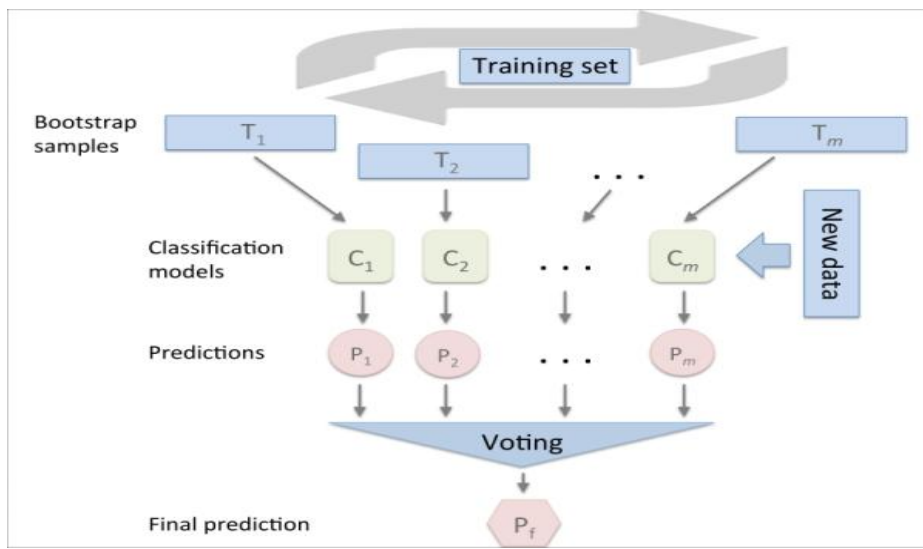 Training set
Bootstrap
samples
T1
T2
. . .
Tm
New data
Classification
models
C1
C2
. . .
Cm
Predictions
P1
P2
. . .
Pm
Voting
Final prediction
Pf